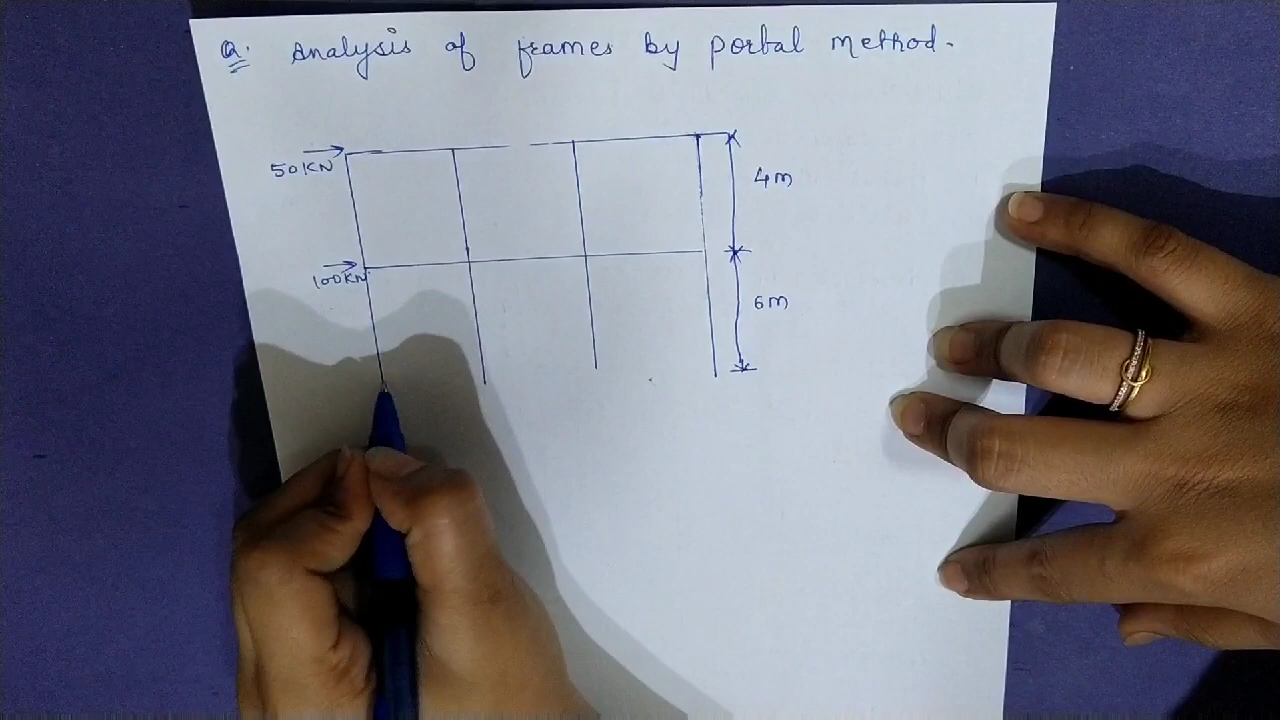 Q. Analysis of frames by portal method.
50KN
4m
100KN
6m